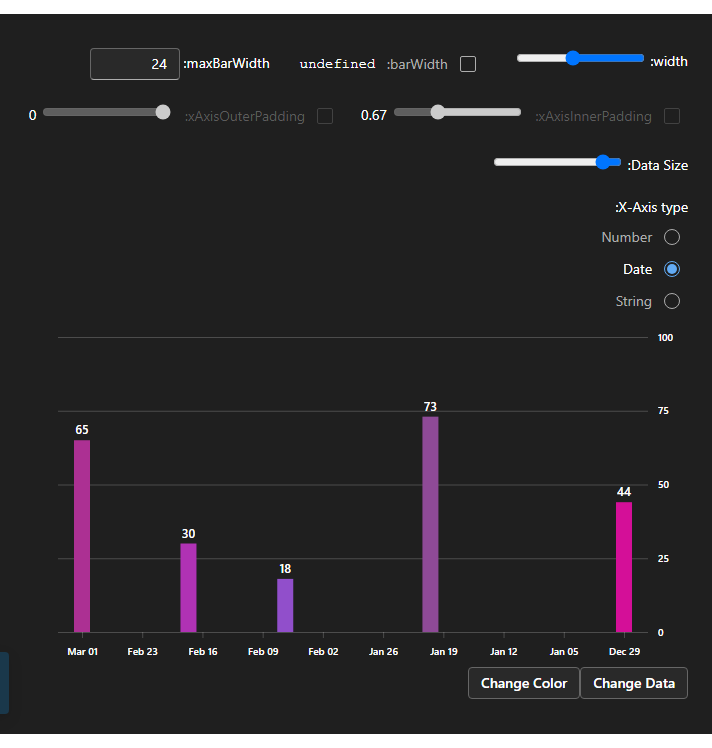 :width
:barWidth undefined
:maxBarWidth 24
:xAxisInnerPadding 0.67
:xAxisOuterPadding 0
:Data Size
:X-Axis type
Number
Date
String
100
75
50
25
0
65
30
18
73
44
Mar 01 Feb 23 Feb 16 Feb 09 Feb 02 Jan 26 Jan 19 Jan 12 Jan 05 Dec 29
Change Color Change Data